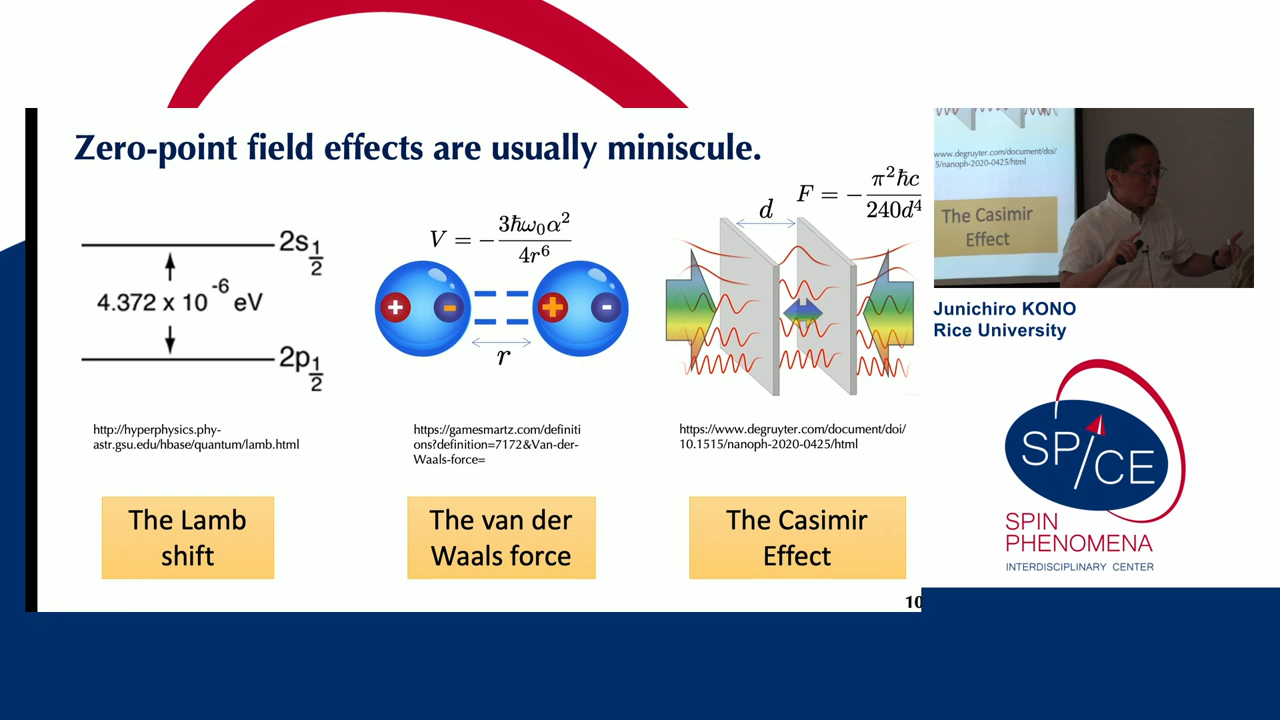 Zero-point field effects are usually miniscule.
2s 1/2
4.372 x 10^-6 eV
2p 1/2
http://hyperphysics.phy-
astr.gsu.edu/hbase/quantum/lamb.html
The Lamb
shift
V = − 3ℏω₀α² / 4r⁶
+ - + -
r
https://gamesmartz.com/definiti
ons?definition=7172&Van-der-
Waals-force=
The van der
Waals force
F = − π²ℏc / 240d⁴
d
https://www.degruyter.com/document/doi/
10.1515/nanoph-2020-0425/html
The Casimir
Effect
10
www.degruyter.com/document/doi/
5/nanoph-2020-0425/html
The Casimir
Effect
Junichiro KONO
Rice University
SP/CE
SPIN
PHENOMENA
INTERDISCIPLINARY CENTER